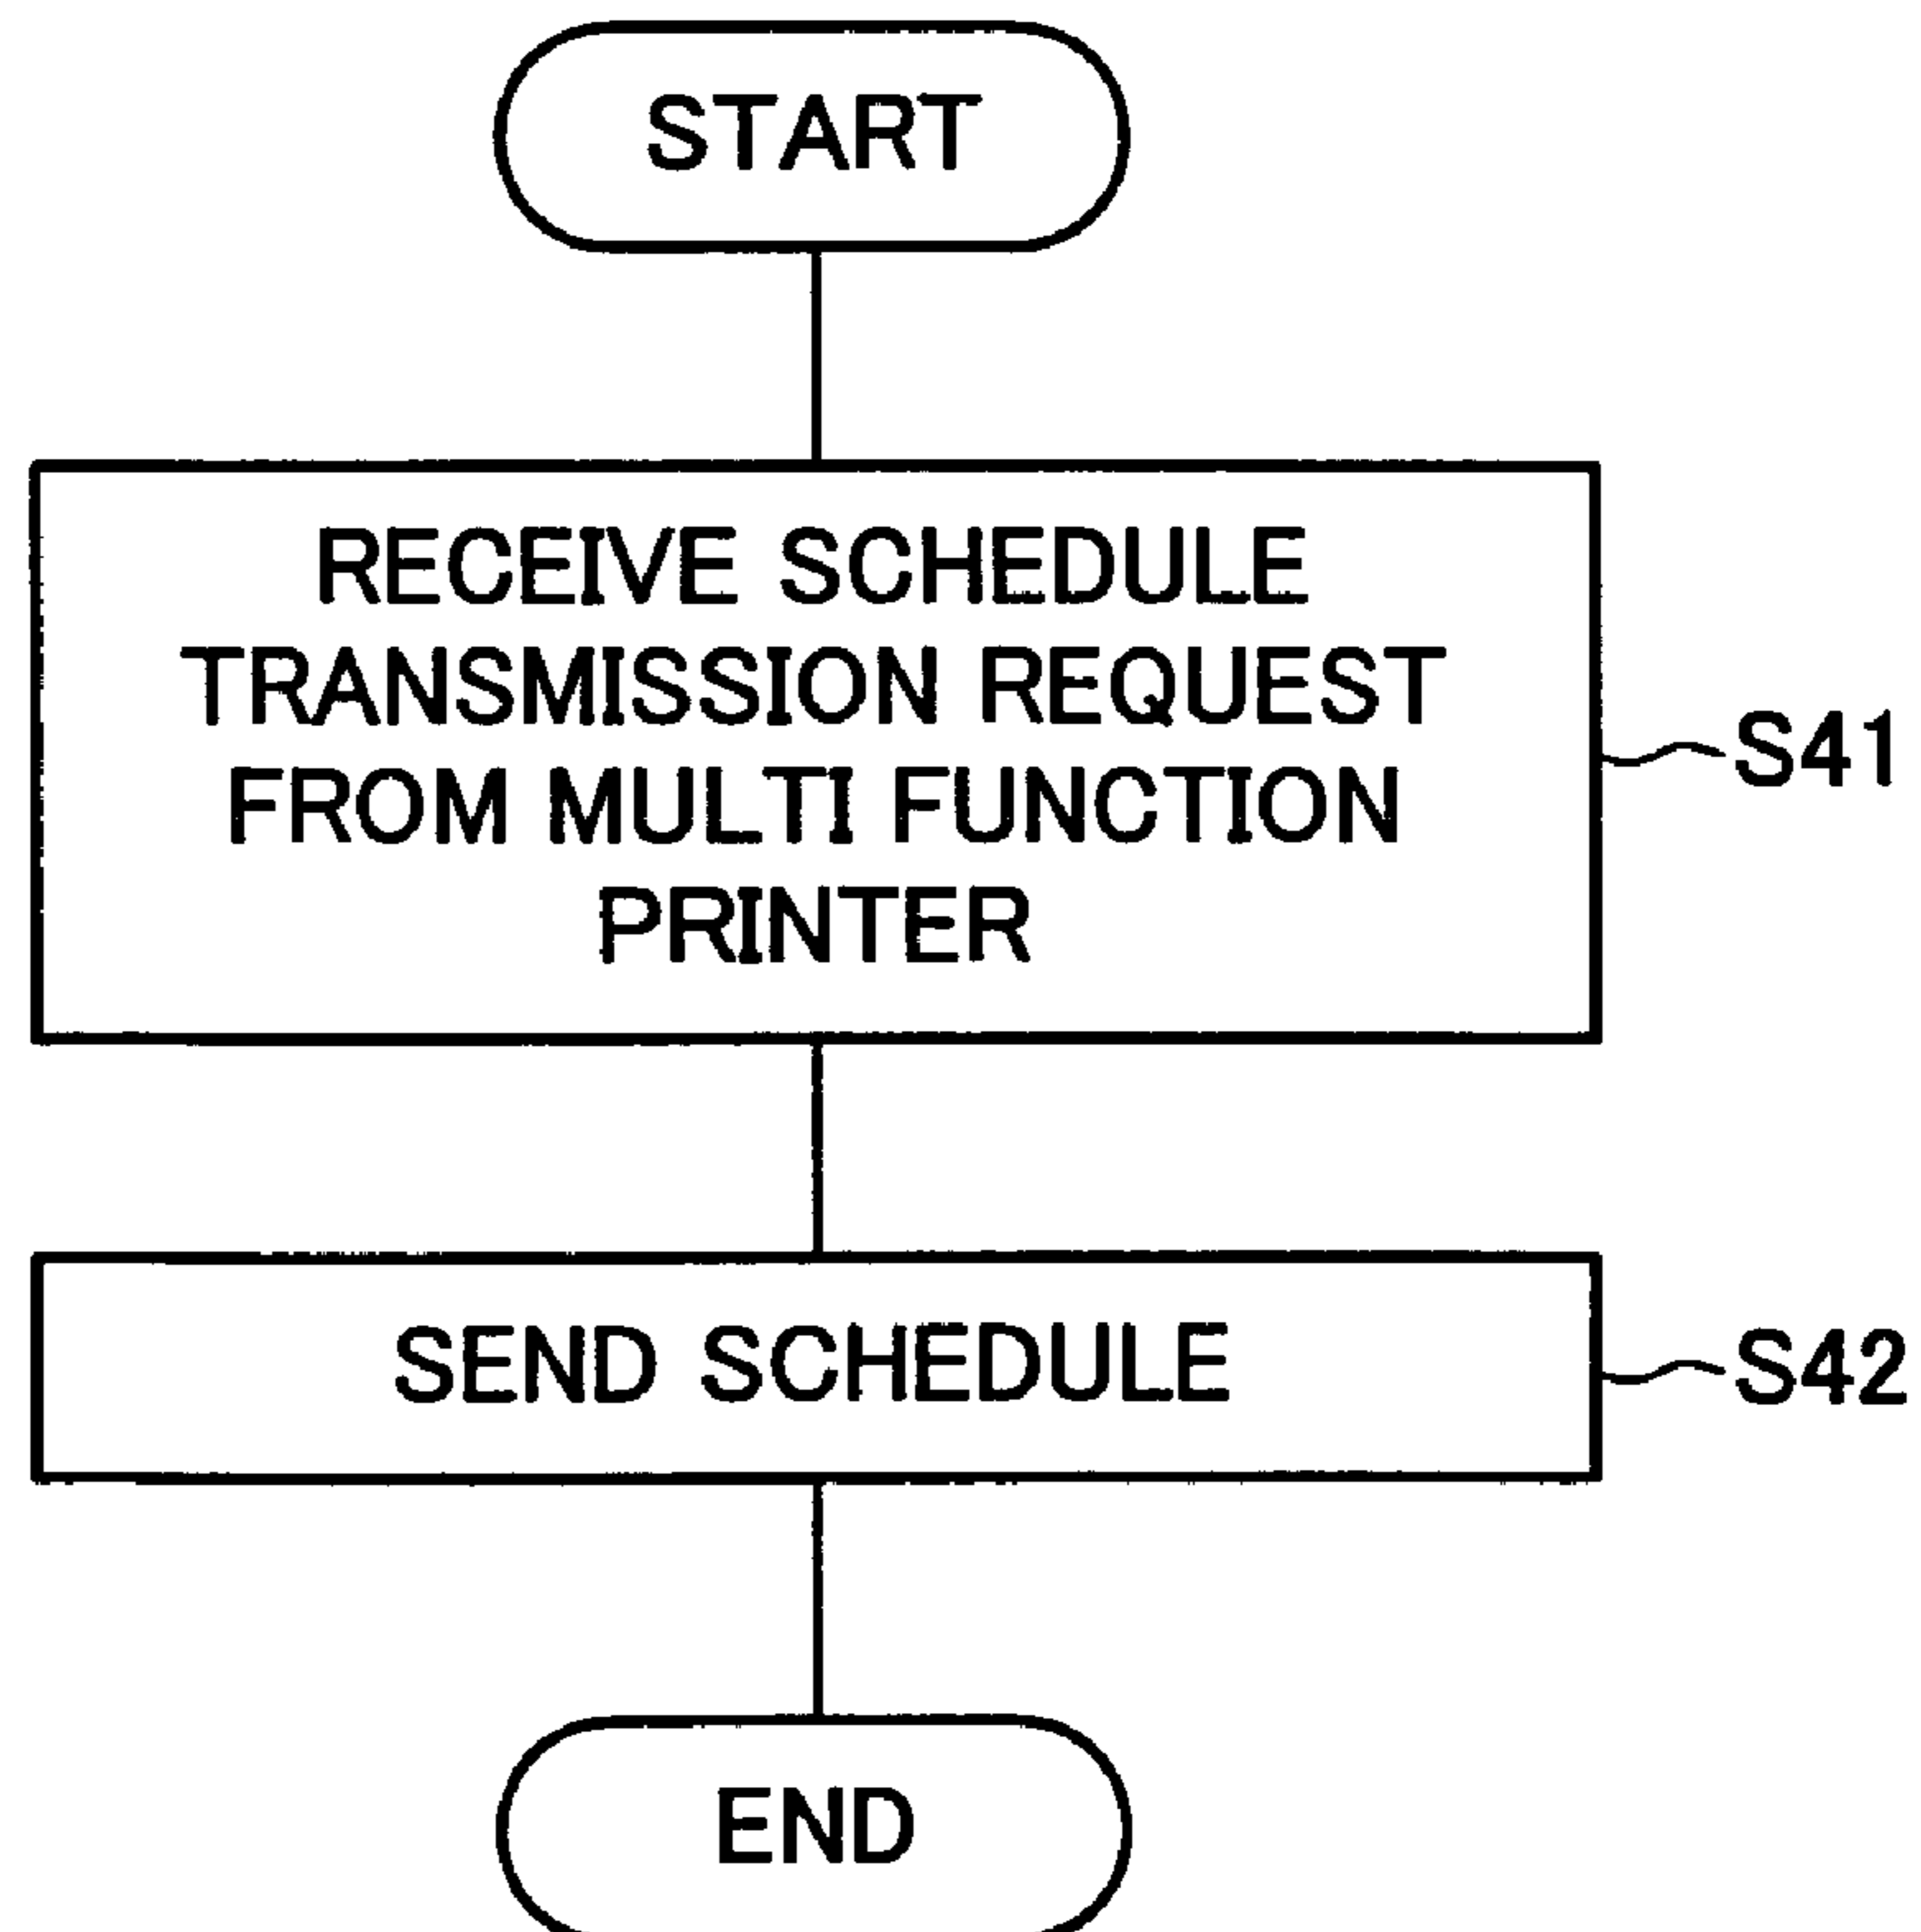 START
RECEIVE SCHEDULE
TRANSMISSION REQUEST
FROM MULTI FUNCTION
PRINTER
S41
SEND SCHEDULE
S42
END